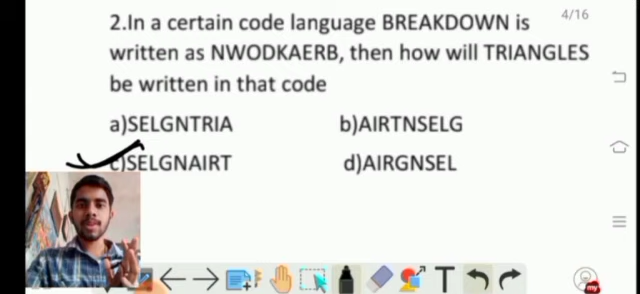 4/16
2.In a certain code language BREAKDOWN is
written as NWODKAERB, then how will TRIANGLES
be written in that code
a)SELGNTRIA b)AIRTNSELG
c)SELGNAIRT d)AIRGNSEL
T
my